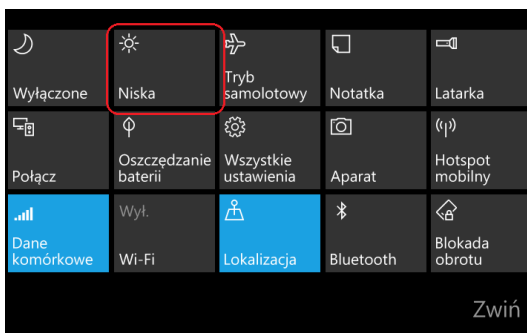 Wyłączone
Niska
Tryb
samolotowy
Notatka
Latarka
Połącz
Oszczędzanie
baterii
Wszystkie
ustawienia
Aparat
Hotspot
mobilny
Dane
komórkowe
Wył.
Wi-Fi
Lokalizacja
Bluetooth
Blokada
obrotu
Zwiń